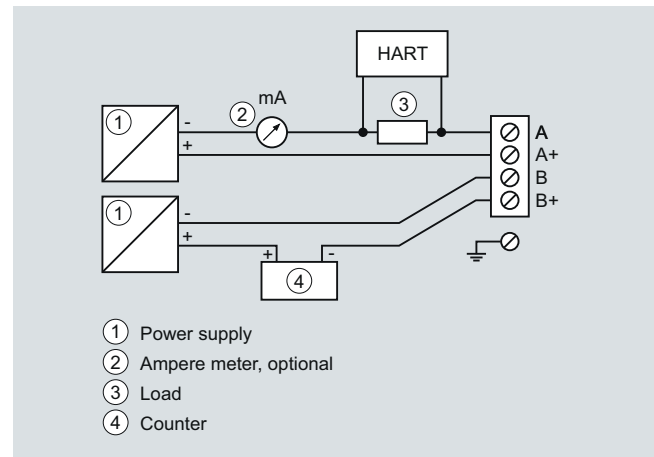 HART
mA
2
3
1
-
+
A
A+
B
B+
1
-
+
+ -
4
1 Power supply
2 Ampere meter, optional
3 Load
4 Counter